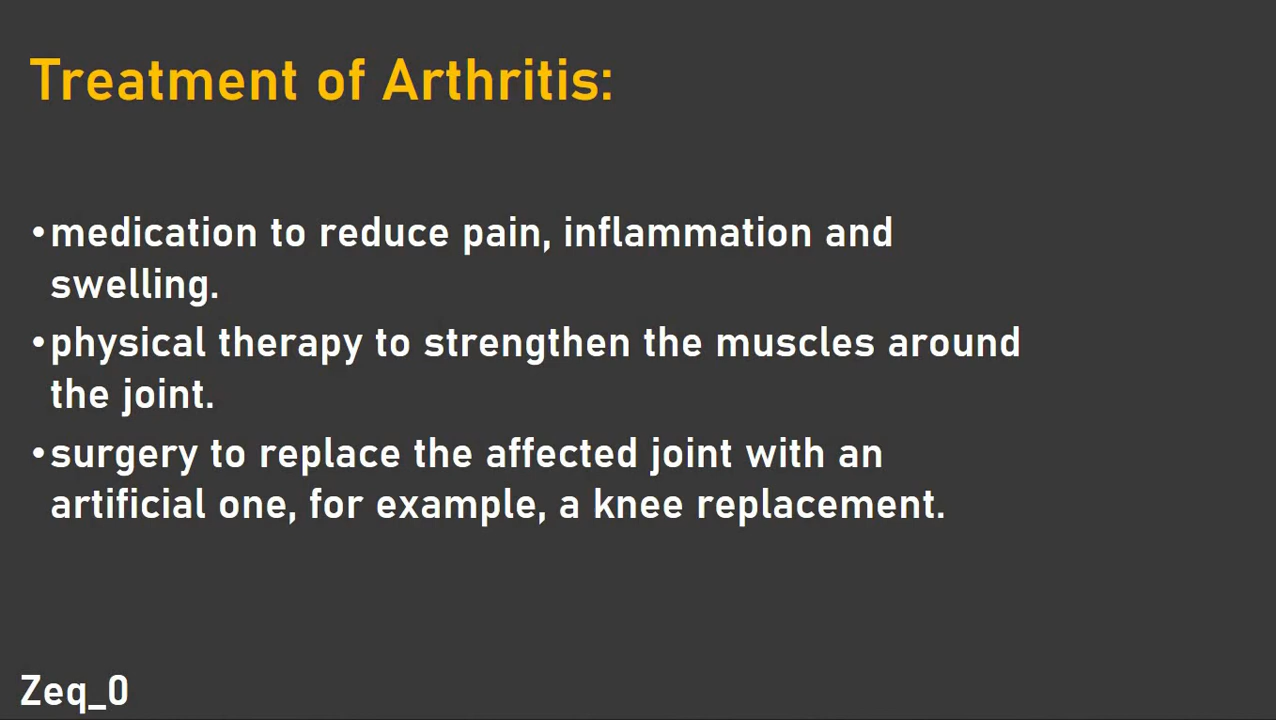 Treatment of Arthritis:
•medication to reduce pain, inflammation and
swelling.
•physical therapy to strengthen the muscles around
the joint.
•surgery to replace the affected joint with an
artificial one, for example, a knee replacement.
Zeq_0